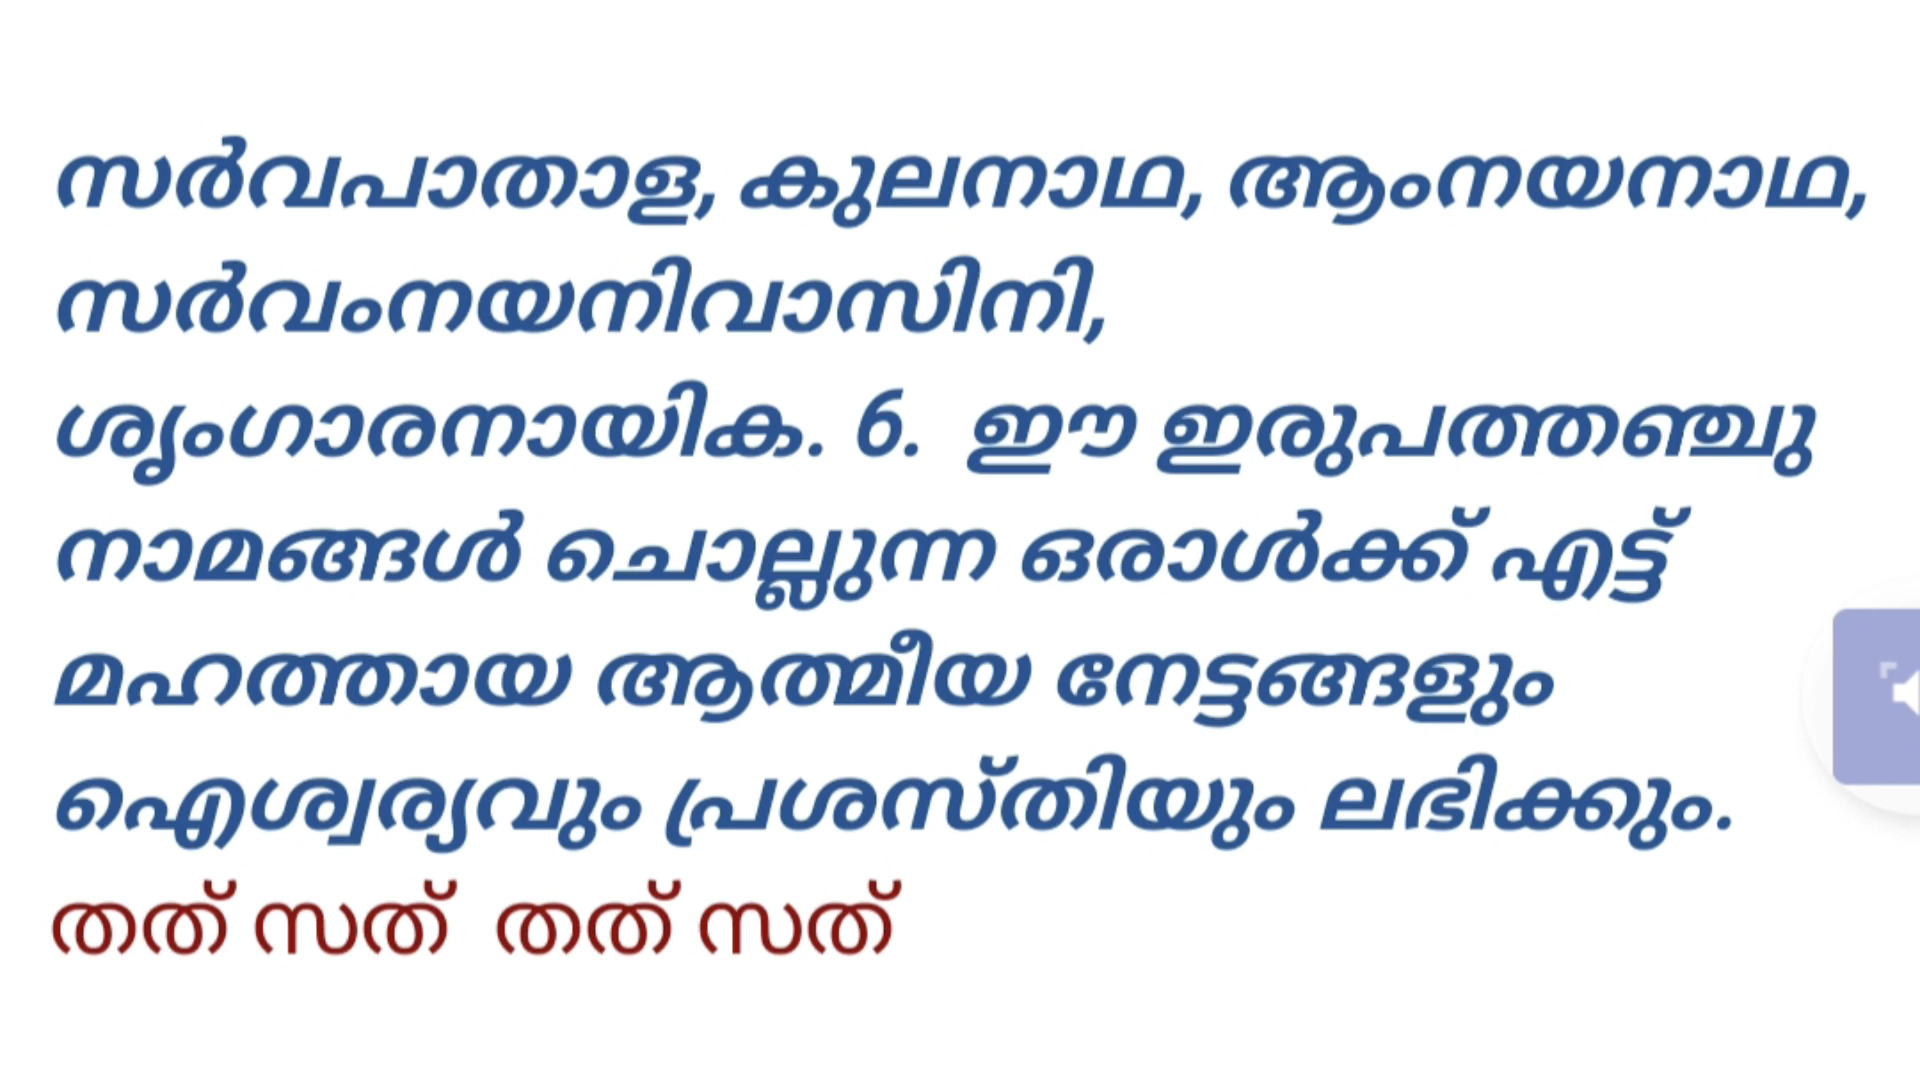 സർവപാതാള, കുലനാഥ, ആംനയനാഥ,
സർവംനയനിവാസിനി,
ശൃംഗാരനായിക. 6. ഈ ഇരുപത്തഞ്ചു
നാമങ്ങൾ ചൊല്ലുന്ന ഒരാൾക്ക് എട്ട്
മഹത്തായ ആത്മീയ നേട്ടങ്ങളും
ഐശ്വര്യവും പ്രശസ്തിയും ലഭിക്കും.
തത് സത് തത് സത്